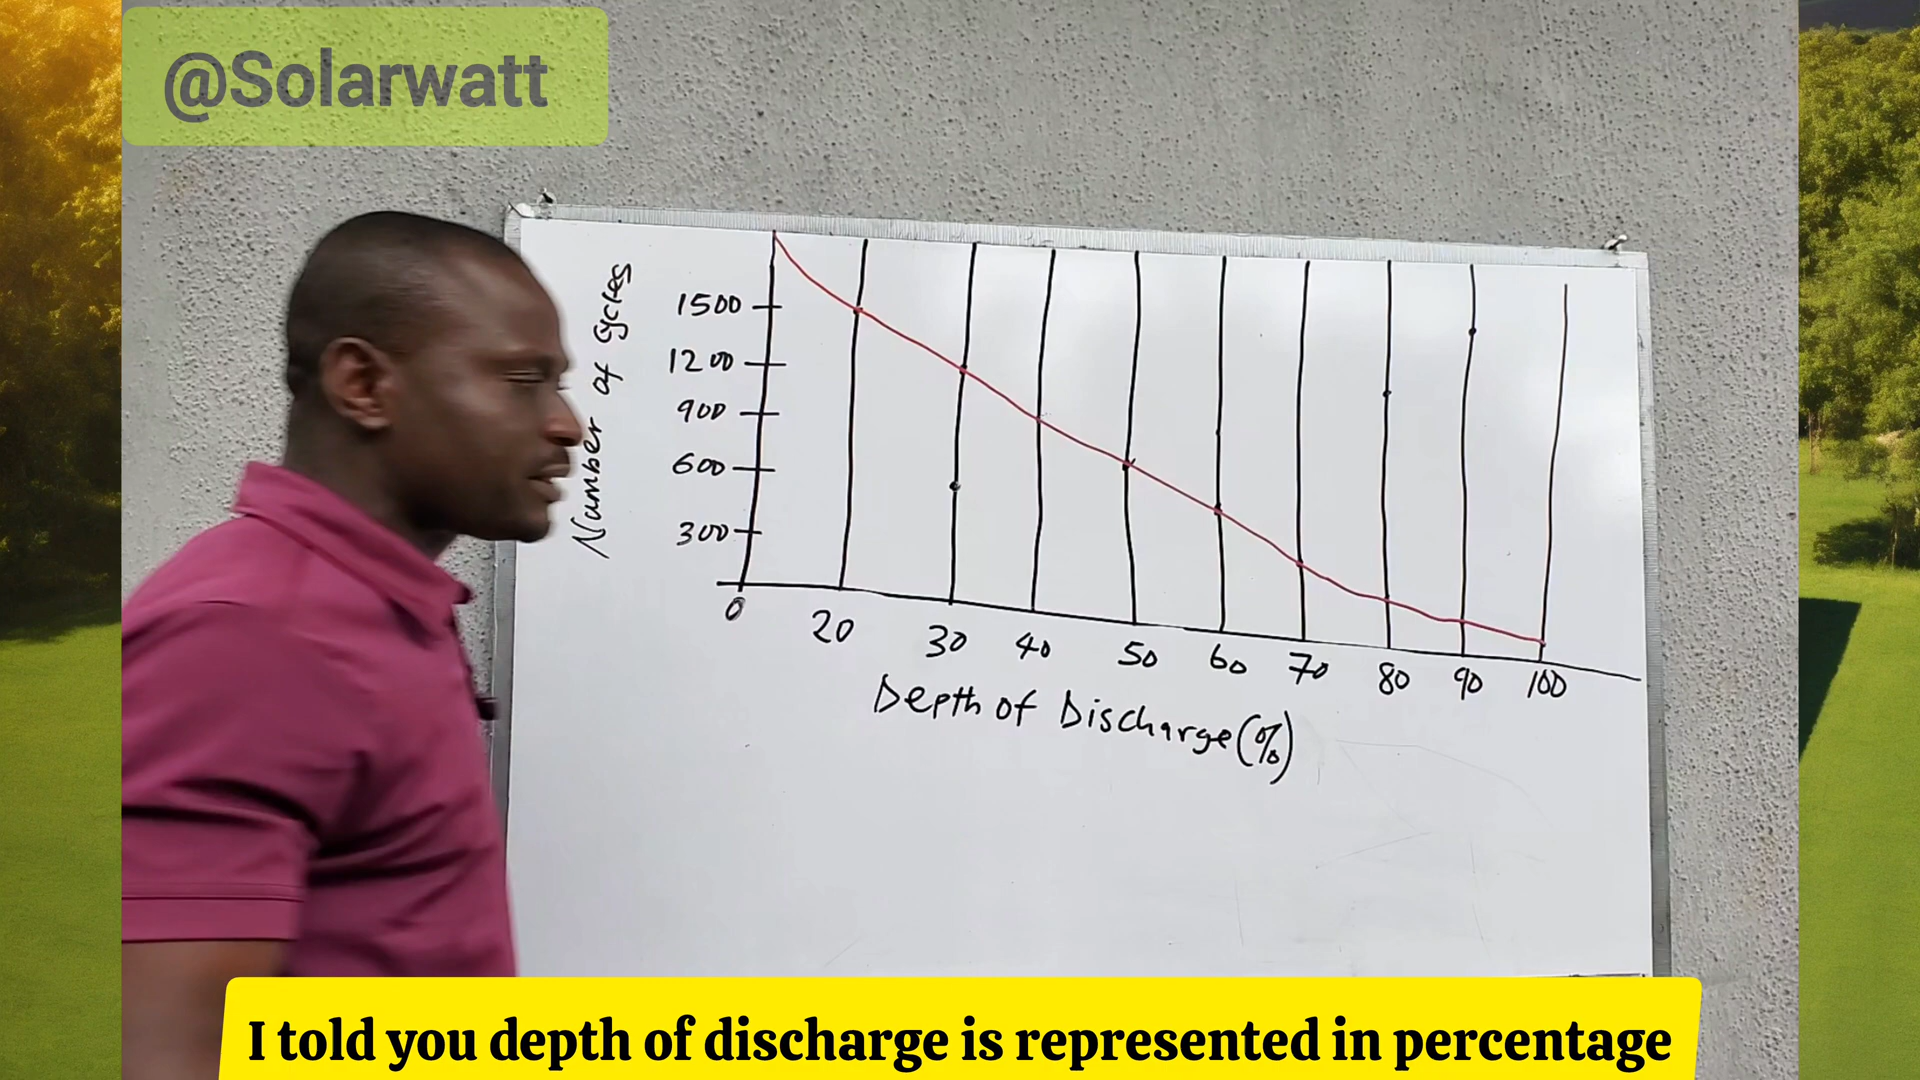 @Solarwatt
Number of Cycles
1500
1200
900
600
300
0 20 30 40 50 60 70 80 90 100
Depth of Discharge(%)
I told you depth of discharge is represented in percentage